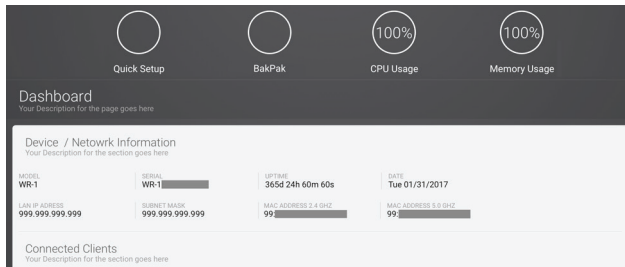 100%
100%
Quick Setup
BakPak
CPU Usage
Memory Usage
Dashboard
Your Description for the page goes here
Device / Netowrk Information
Your Description for the section goes here
MODEL
SERIAL
UPTIME
DATE
WR-1
WR-1
365d 24h 60m 60s
Tue 01/31/2017
LAN IP ADRESS
SUBNET MASK
MAC ADDRESS 2.4 GHZ
MAC ADDRESS 5.0 GHZ
999.999.999.999
999.999.999.999
99:
99:
Connected Clients
Your Description for the section goes here